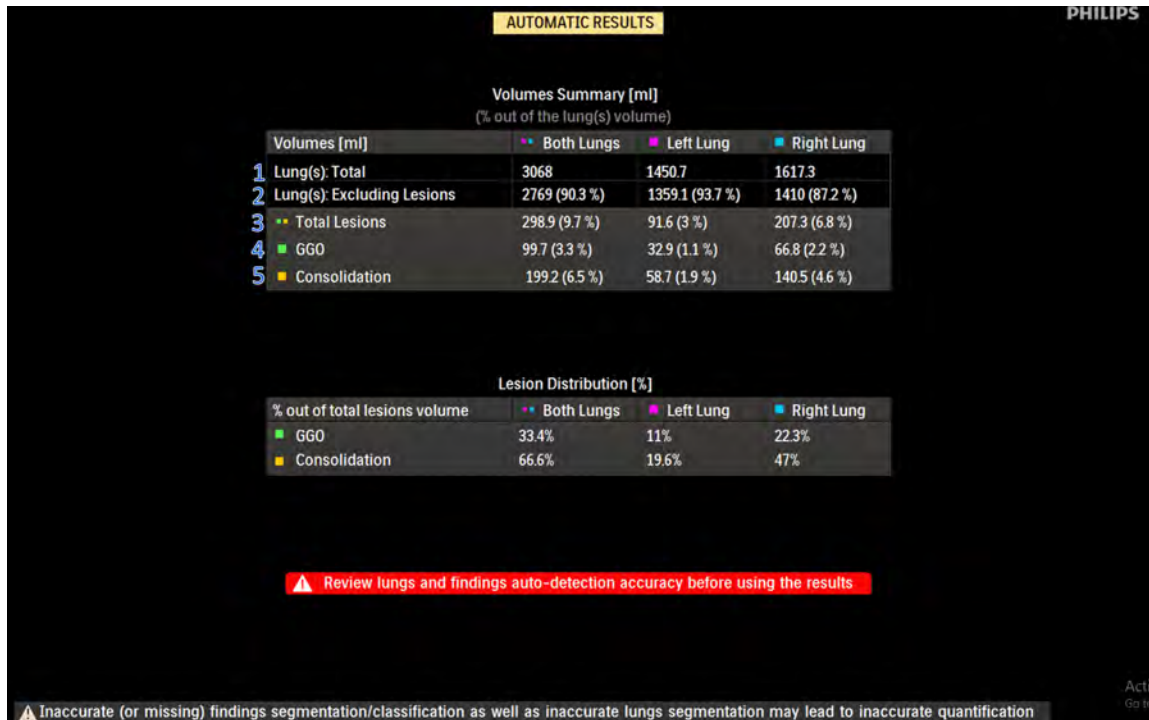 PHILIPS
AUTOMATIC RESULTS
Volumes Summary [ml]
(% out of the lung(s) volume)
Volumes [ml] Both Lungs Left Lung Right Lung
1 Lung(s): Total 3068 1450.7 1617.3
2 Lung(s): Excluding Lesions 2769 (90.3 %) 1359.1 (93.7 %) 1410 (87.2 %)
3 Total Lesions 298.9 (9.7 %) 91.6 (3 %) 207.3 (6.8 %)
4 GGO 99.7 (3.3 %) 32.9 (1.1 %) 66.8 (2.2 %)
5 Consolidation 199.2 (6.5 %) 58.7 (1.9 %) 140.5 (4.6 %)
Lesion Distribution [%]
% out of total lesions volume Both Lungs Left Lung Right Lung
GGO 33.4% 11% 22.3%
Consolidation 66.6% 19.6% 47%
Review lungs and findings auto-detection accuracy before using the results
Acti
Go t
Inaccurate (or missing) findings segmentation/classification as well as inaccurate lungs segmentation may lead to inaccurate quantification